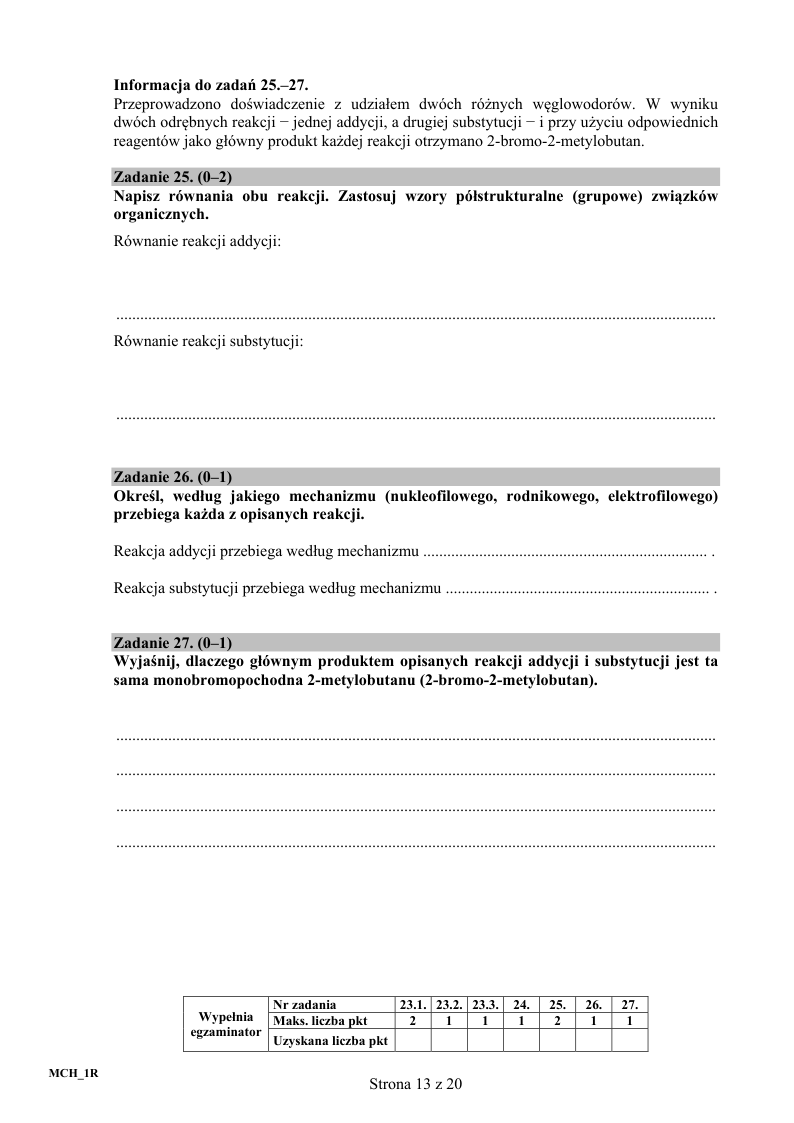 Informacja do zadań 25.–27.
Przeprowadzono doświadczenie z udziałem dwóch różnych węglowodorów. W wyniku
dwóch odrębnych reakcji − jednej addycji, a drugiej substytucji − i przy użyciu odpowiednich
reagentów jako główny produkt każdej reakcji otrzymano 2-bromo-2-metylobutan.
Zadanie 25. (0–2)
Napisz równania obu reakcji. Zastosuj wzory półstrukturalne (grupowe) związków
organicznych.
Równanie reakcji addycji:
......................................................................................................................................................
Równanie reakcji substytucji:
......................................................................................................................................................
Zadanie 26. (0–1)
Określ, według jakiego mechanizmu (nukleofilowego, rodnikowego, elektrofilowego)
przebiega każda z opisanych reakcji.
Reakcja addycji przebiega według mechanizmu ....................................................................... .
Reakcja substytucji przebiega według mechanizmu .................................................................. .
Zadanie 27. (0–1)
Wyjaśnij, dlaczego głównym produktem opisanych reakcji addycji i substytucji jest ta
sama monobromopochodna 2-metylobutanu (2-bromo-2-metylobutan).
......................................................................................................................................................
......................................................................................................................................................
......................................................................................................................................................
......................................................................................................................................................
Wypełnia egzaminator
Nr zadania 23.1. 23.2. 23.3. 24. 25. 26. 27.
Maks. liczba pkt 2 1 1 1 2 1 1
Uzyskana liczba pkt
MCH_1R
Strona 13 z 20